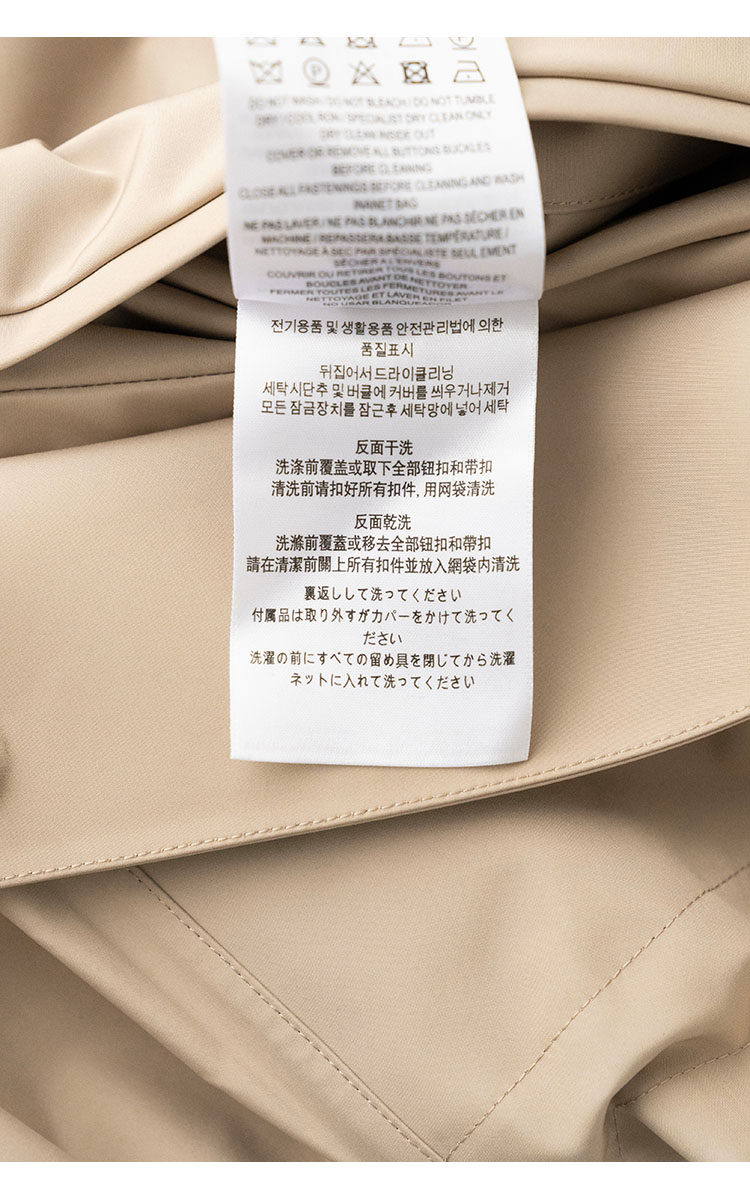 DO NOT WASH / DO NOT BLEACH / DO NOT TUMBLE
DRY / COOL IRON / SPECIALIST DRY CLEAN ONLY
DRY CLEAN INSIDE OUT
COVER OR REMOVE ALL BUTTONS BUCKLES
BEFORE CLEANING
CLOSE ALL FASTENINGS BEFORE CLEANING AND WASH
IN A NET BAG
NE PAS LAVER / NE PAS BLANCHIR NE PAS SÉCHER EN
MACHINE / REPASSER A BASSE TEMPÉRATURE /
NETTOYAGE A SEC PAR SPÉCIALISTE SEULEMENT
SÉCHER A L'ENVERS
COUVRIR OU RETIRER TOUS LES BOUTONS ET
BOUCLES AVANT DE NETTOYER
FERMER TOUTES LES FERMETURES AVANT LA
NETTOYAGE ET LAVER EN FILET
NO USAR BLANQUEADOR
전기용품 및 생활용품 안전관리법에 의한
품질표시
뒤집어서 드라이클리닝
세탁시단추 및 버클에 커버를 씌우거나제거
모든 잠금장치를 잠근후 세탁망에 넣어 세탁
反面干洗
洗涤前覆盖或取下全部钮扣和带扣
清洗前请扣好所有扣件, 用网袋清洗
反面乾洗
洗滌前覆蓋或移去全部鈕扣和帶扣
請在清潔前關上所有扣件並放入網袋内清洗
裏返しして洗ってください
付属品は取り外すがカバーをかけて洗ってく
ださい
洗濯の前にすべての留め具を閉じてから洗濯
ネットに入れて洗ってください